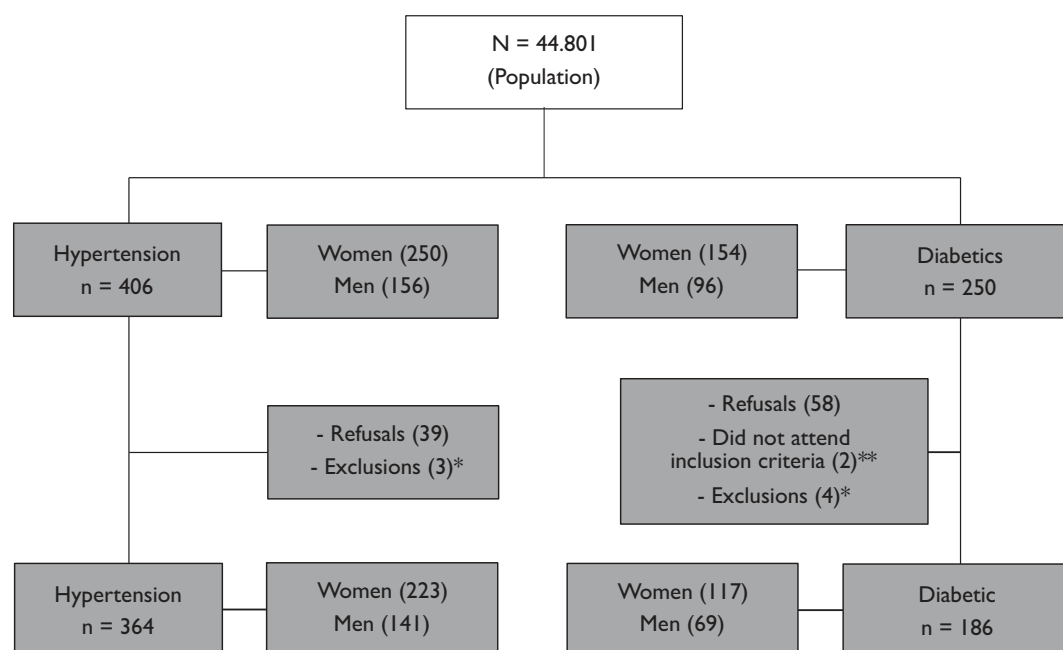 N = 44.801
(Population)
Hypertension
n = 406
Women (250)
Men (156)
Women (154)
Men (96)
Diabetics
n = 250
- Refusals (39)
- Exclusions (3)*
- Refusals (58)
- Did not attend
inclusion criteria (2)**
- Exclusions (4)*
Hypertension
n = 364
Women (223)
Men (141)
Women (117)
Men (69)
Diabetic
n = 186